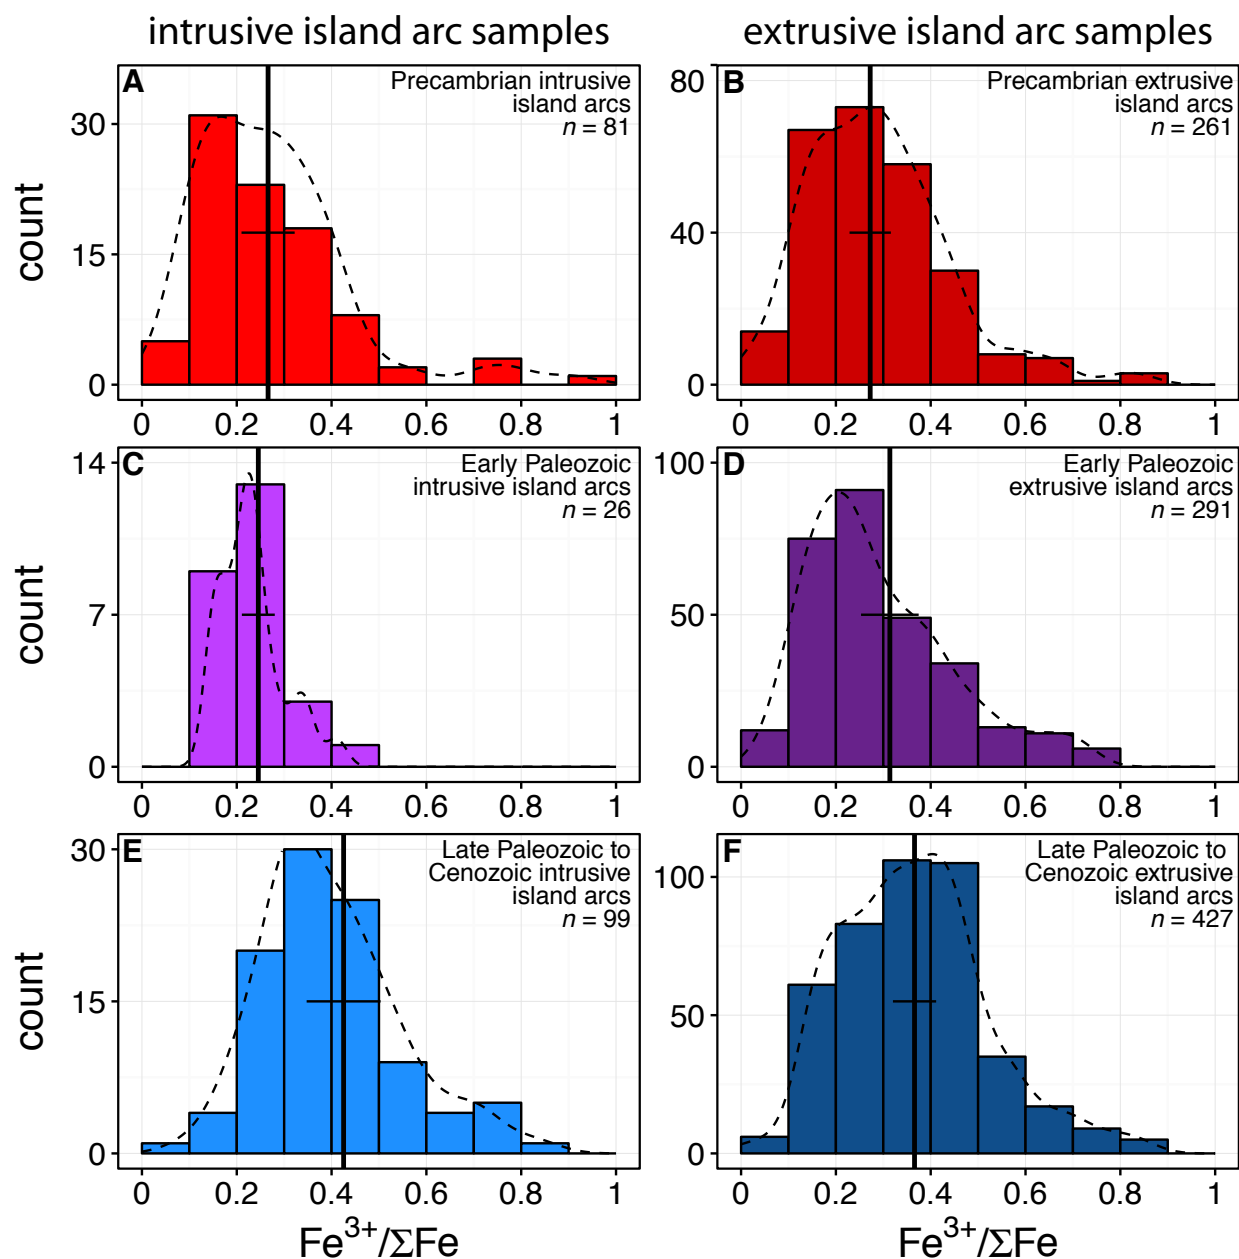 intrusive island arc samples
extrusive island arc samples
A
Precambrian intrusive
island arcs
n = 81
30
15
0
count
0 0.2 0.4 0.6 0.8 1
B
Precambrian extrusive
island arcs
n = 261
80
40
0
0 0.2 0.4 0.6 0.8 1
C
Early Paleozoic
intrusive island arcs
n = 26
14
7
0
count
0 0.2 0.4 0.6 0.8 1
D
Early Paleozoic
extrusive island arcs
n = 291
100
50
0
0 0.2 0.4 0.6 0.8 1
E
Late Paleozoic to
Cenozoic intrusive
island arcs
n = 99
30
15
0
count
0 0.2 0.4 0.6 0.8 1
Fe³⁺/ΣFe
F
Late Paleozoic to
Cenozoic extrusive
island arcs
n = 427
100
50
0
0 0.2 0.4 0.6 0.8 1
Fe³⁺/ΣFe